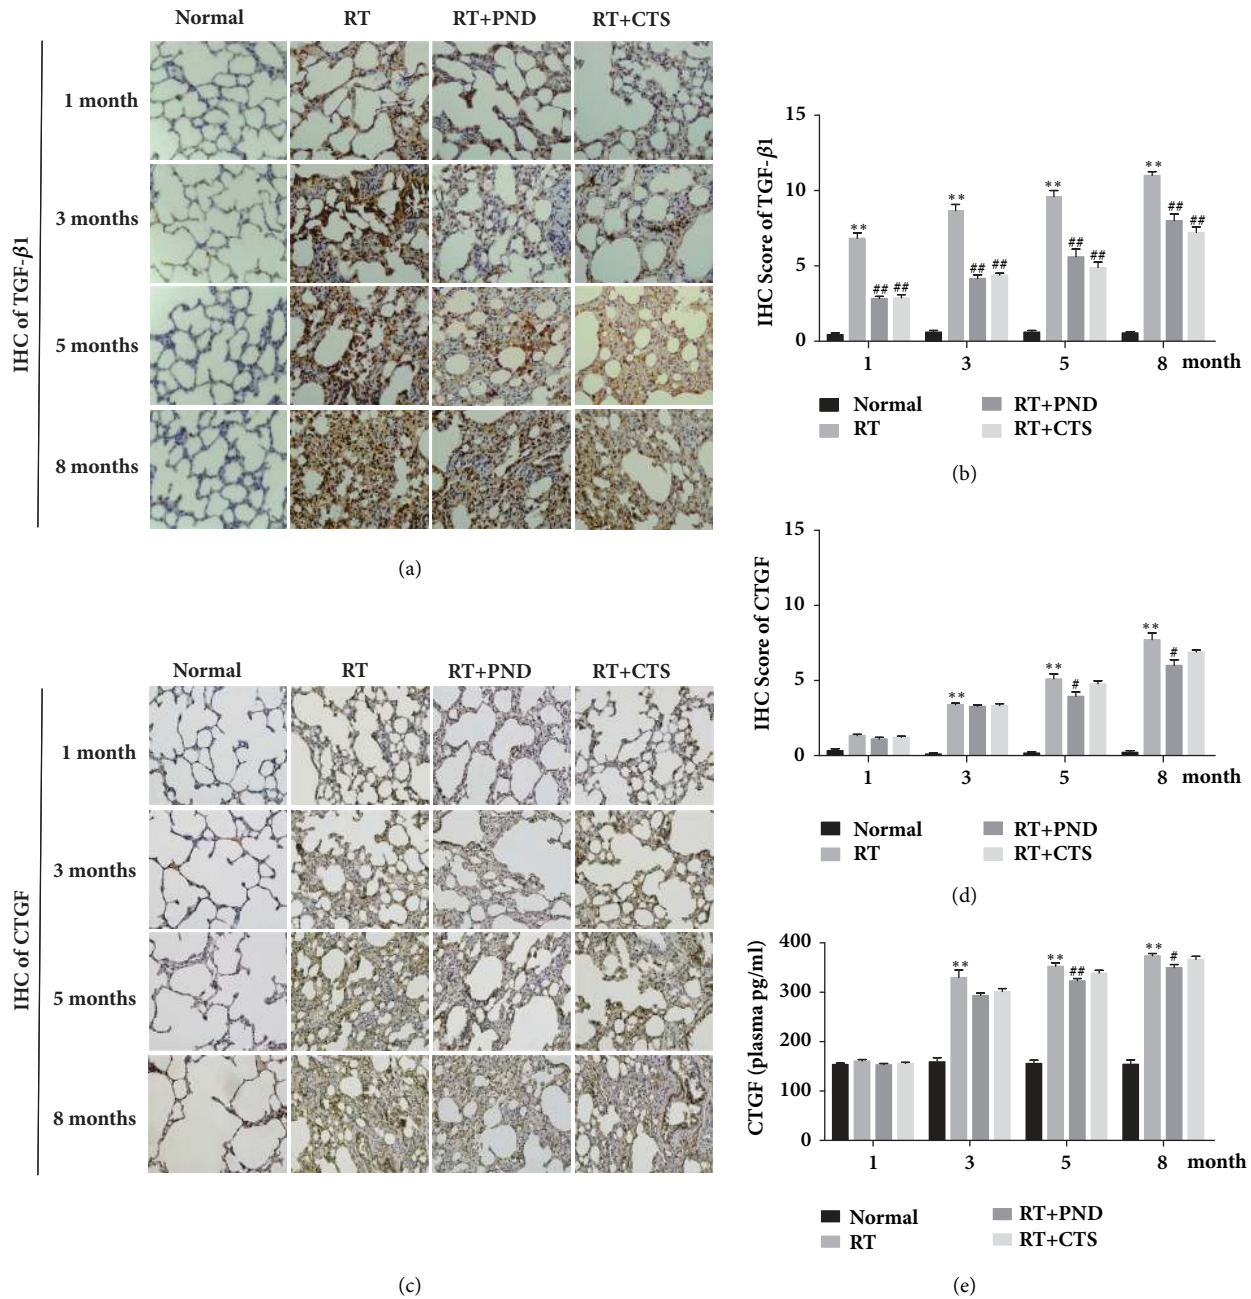 Normal RT RT+PND RT+CTS
IHC of TGF-β1
1 month
3 months
5 months
8 months
(a)
IHC Score of TGF-β1
15
10
5
0
** ## ##
** ## ##
** ## ##
** ## ##
1 3 5 8 month
Normal RT+PND
RT RT+CTS
(b)
Normal RT RT+PND RT+CTS
IHC of CTGF
1 month
3 months
5 months
8 months
(c)
IHC Score of CTGF
15
10
5
0
**
** #
** #
1 3 5 8 month
Normal RT+PND
RT RT+CTS
(d)
CTGF (plasma pg/ml)
400
300
200
100
0
**
** ##
** #
1 3 5 8 month
Normal RT+PND
RT RT+CTS
(e)